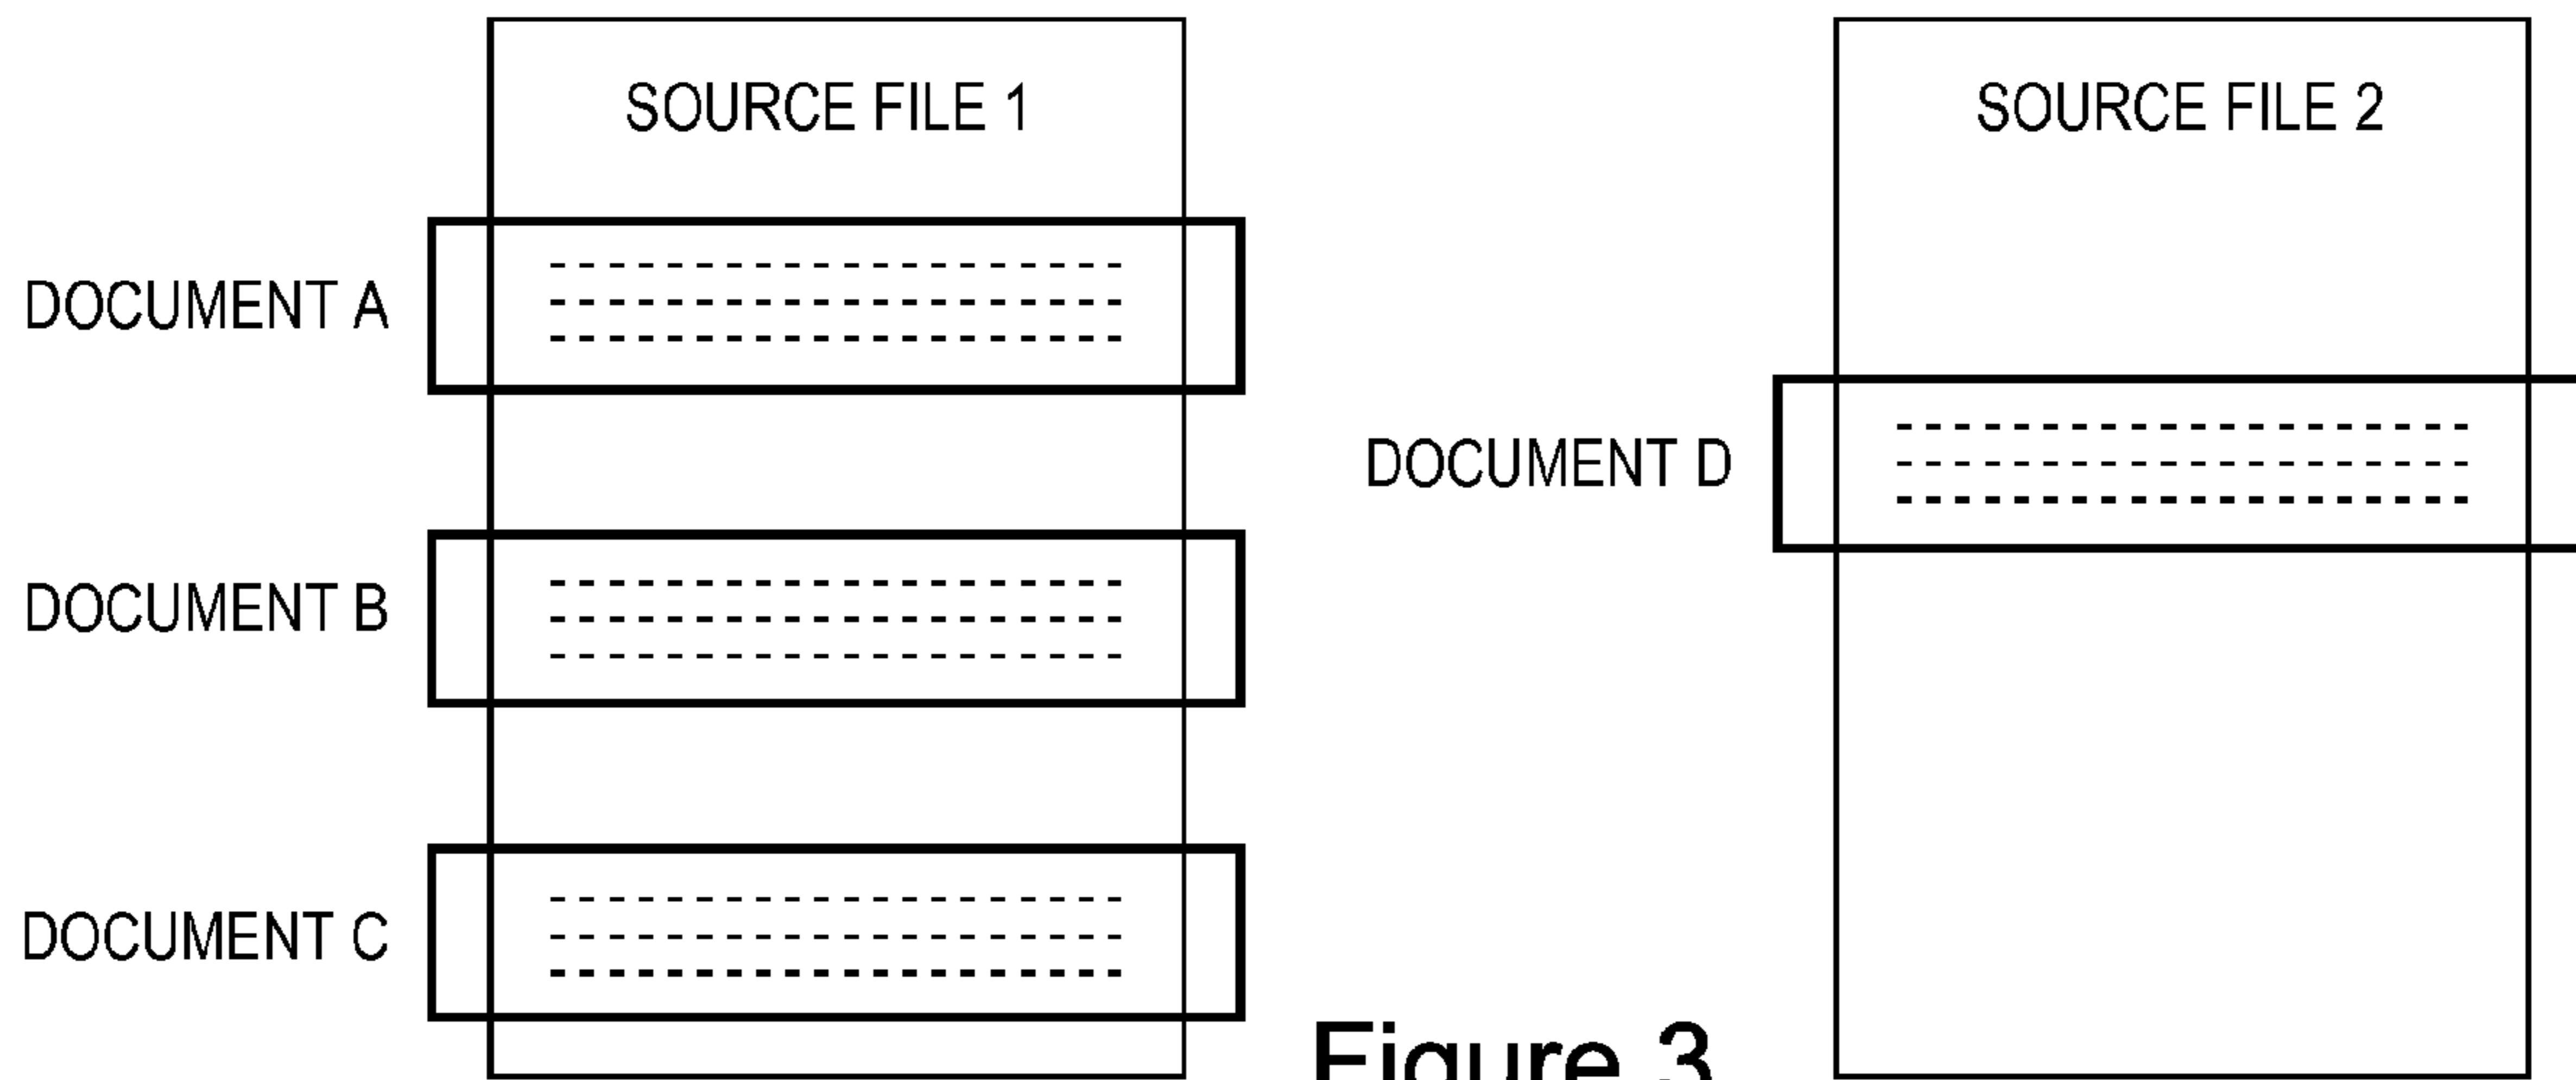 SOURCE FILE 1
DOCUMENT A
DOCUMENT B
DOCUMENT C
SOURCE FILE 2
DOCUMENT D
Figure 3